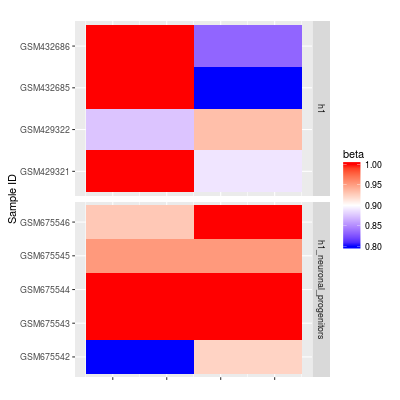 GSM432686
GSM432685
GSM429322
GSM429321
h1
GSM675546
GSM675545
GSM675544
GSM675543
GSM675542
h1_neuronal_progenitors
Sample ID
beta
1.00
0.95
0.90
0.85
0.80